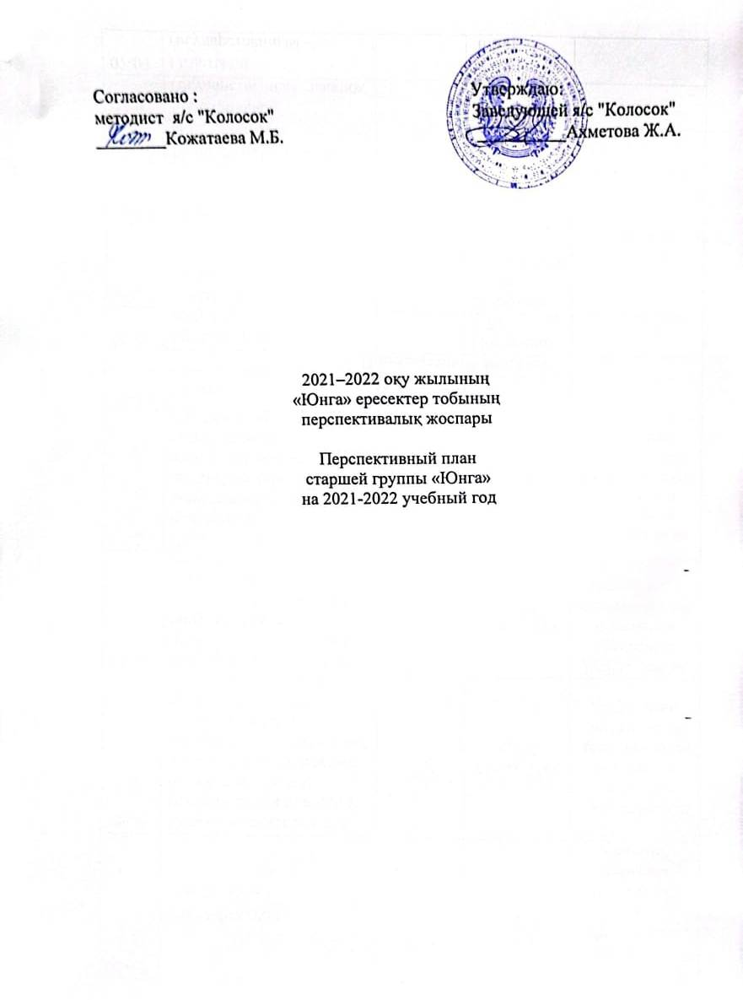 Согласовано :
методист я/с "Колосок"
________Кожатаева М.Б.
Утверждаю:
Заведующей я/с "Колосок"
__________Ахметова Ж.А.
2021–2022 оқу жылының
«Юнга» ересектер тобының
перспективалық жоспары
Перспективный план
старшей группы «Юнга»
на 2021-2022 учебный год